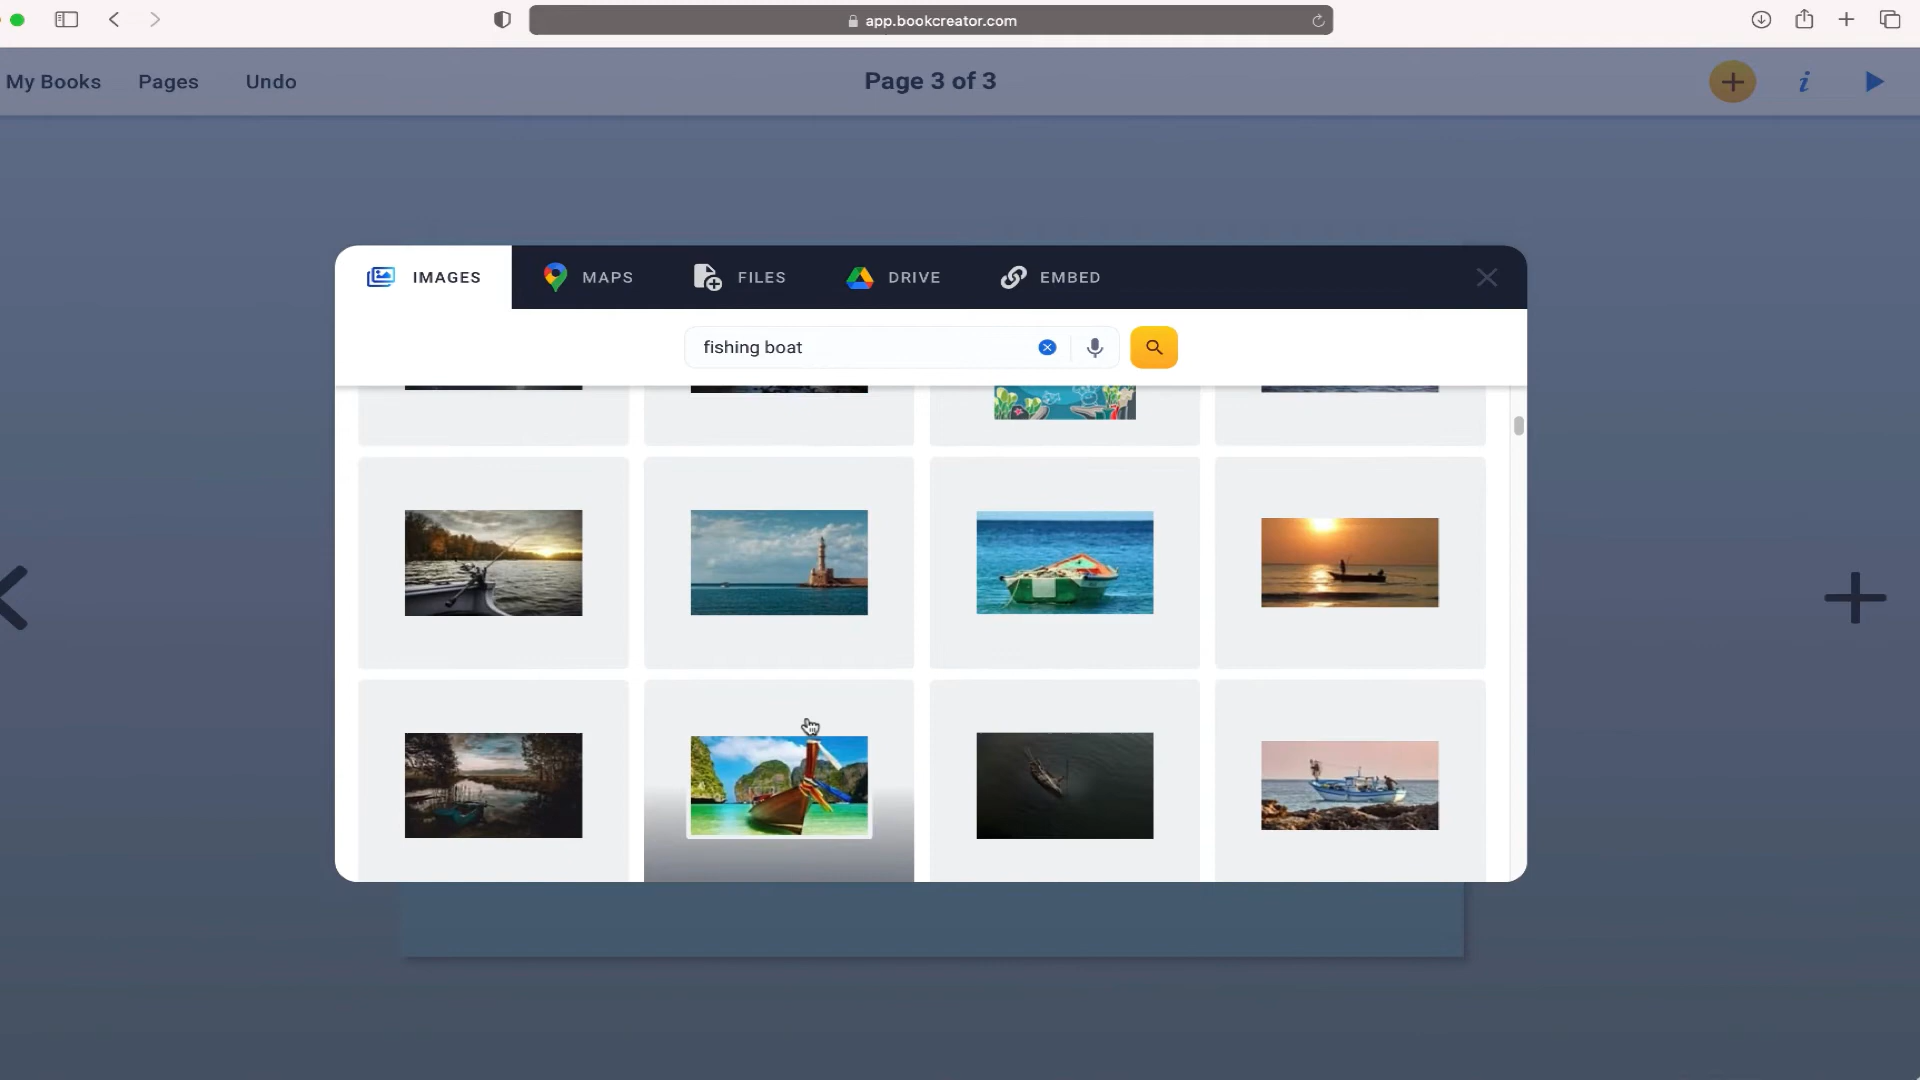 app.bookcreator.com
My Books Pages Undo Page 3 of 3 i
IMAGES MAPS FILES DRIVE EMBED
fishing boat